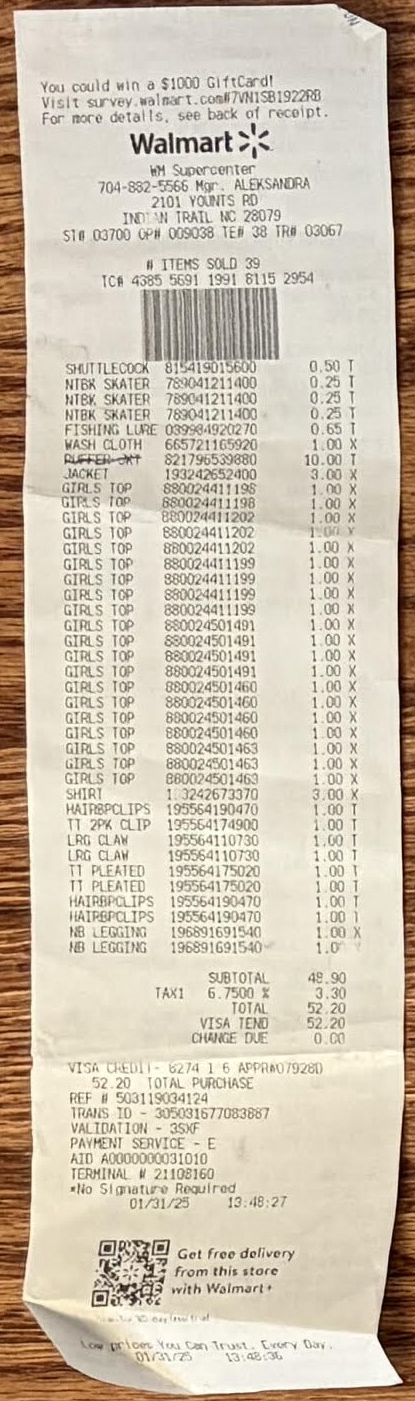 You could win a $1000 GiftCard!
Visit survey.walmart.com#7VN1SB1922RB
For more details, see back of receipt.
Walmart
WM Supercenter
704-882-5566 Mgr. ALEKSANDRA
2101 YOUNTS RD
INDIAN TRAIL NC 28079
ST# 03700 OP# 009038 TE# 38 TR# 03067
# ITEMS SOLD 39
TC# 4385 5691 1991 6115 2954
SHUTTLECOCK 815419015600 0.50 T
NTBK SKATER 789041211400 0.25 T
NTBK SKATER 789041211400 0.25 T
NTBK SKATER 789041211400 0.25 T
FISHING LURE 039984920270 0.65 T
WASH CLOTH 665721165920 1.00 X
PUFFER JKT 821796539880 10.00 T
JACKET 193242652400 3.00 X
GIRLS TOP 880024411198 1.00 X
GIRLS TOP 880024411198 1.00 X
GIRLS TOP 880024411202 1.00 X
GIRLS TOP 880024411202 1.00 X
GIRLS TOP 880024411202 1.00 X
GIRLS TOP 880024411199 1.00 X
GIRLS TOP 880024411199 1.00 X
GIRLS TOP 880024411199 1.00 X
GIRLS TOP 880024411199 1.00 X
GIRLS TOP 880024501491 1.00 X
GIRLS TOP 880024501491 1.00 X
GIRLS TOP 880024501491 1.00 X
GIRLS TOP 880024501491 1.00 X
GIRLS TOP 880024501460 1.00 X
GIRLS TOP 880024501460 1.00 X
GIRLS TOP 880024501460 1.00 X
GIRLS TOP 880024501460 1.00 X
GIRLS TOP 880024501463 1.00 X
GIRLS TOP 880024501463 1.00 X
GIRLS TOP 880024501463 1.00 X
SHIRT 3.00 X
HAIRBPCLIPS 195564190470 1.00 T
TT 2PK CLIP 195564174900 1.00 T
LRG CLAW 195564110730 1.00 T
LRG CLAW 195564110730 1.00 T
TT PLEATED 195564175020 1.00 T
TT PLEATED 195564175020 1.00 T
HAIRBPCLIPS 195564190470 1.00 T
HAIRBPCLIPS 195564190470 1.00 T
NB LEGGING 196891691540 1.00 X
NB LEGGING 196891691540
SUBTOTAL 48.90
TAX1 6.7500 % 3.30
TOTAL 52.20
VISA TEND 52.20
CHANGE DUE 0.00
VISA CREDIT- 6274 1 6 APPR#07928D
52.20 TOTAL PURCHASE
REF # 503119034124
TRANS ID - 305031677083887
VALIDATION - 3SXF
PAYMENT SERVICE - E
AID A0000000031010
TERMINAL # 21108160
*No Signature Required
01/31/25 13:48:27
Get free delivery
from this store
with Walmart+
Low prices You Can Trust. Every Day.
01/31/25 13:48:36